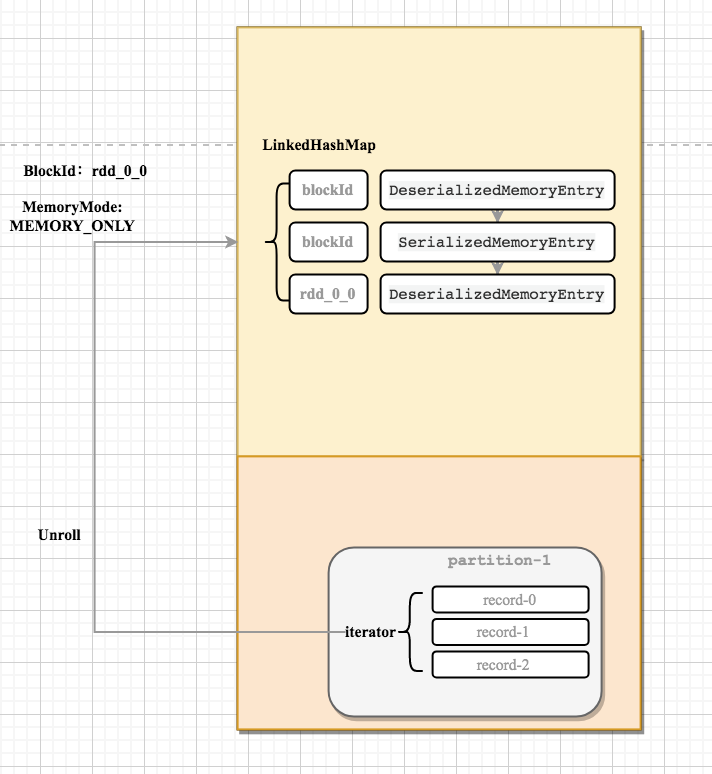 LinkedHashMap
BlockId: rdd_0_0
blockId DeserializedMemoryEntry
MemoryMode:
MEMORY_ONLY
blockId SerializedMemoryEntry
rdd_0_0 DeserializedMemoryEntry
Unroll
partition-1
record-0
iterator record-1
record-2